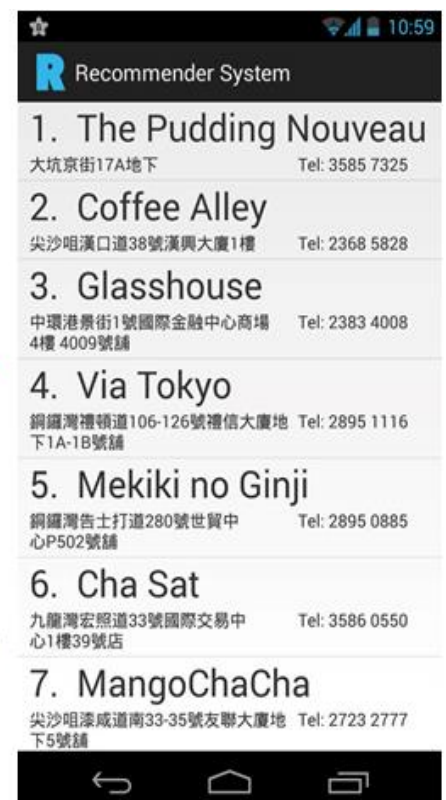 10:59
R Recommender System
1. The Pudding Nouveau
大坑京街17A地下 Tel: 3585 7325
2. Coffee Alley
尖沙咀漢口道38號漢興大廈1樓 Tel: 2368 5828
3. Glasshouse
中環港景街1號國際金融中心商場 Tel: 2383 4008
4樓 4009號舖
4. Via Tokyo
銅鑼灣禮頓道106-126號禮信大廈地 Tel: 2895 1116
下1A-1B號舖
5. Mekiki no Ginji
銅鑼灣告士打道280號世貿中 Tel: 2895 0885
心P502號舖
6. Cha Sat
九龍灣宏照道33號國際交易中 Tel: 3586 0550
心1樓39號店
7. MangoChaCha
尖沙咀漆咸道南33-35號友聯大廈地 Tel: 2723 2777
下5號舖